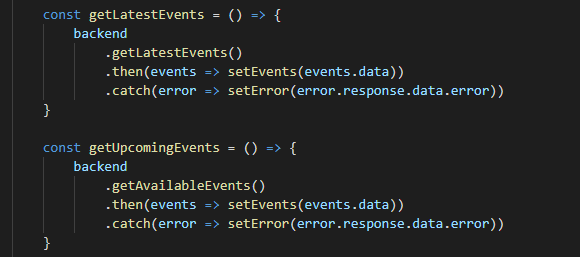 const getLatestEvents = () => {
backend
.getLatestEvents()
.then(events => setEvents(events.data))
.catch(error => setError(error.response.data.error))
}
const getUpcomingEvents = () => {
backend
.getAvailableEvents()
.then(events => setEvents(events.data))
.catch(error => setError(error.response.data.error))
}